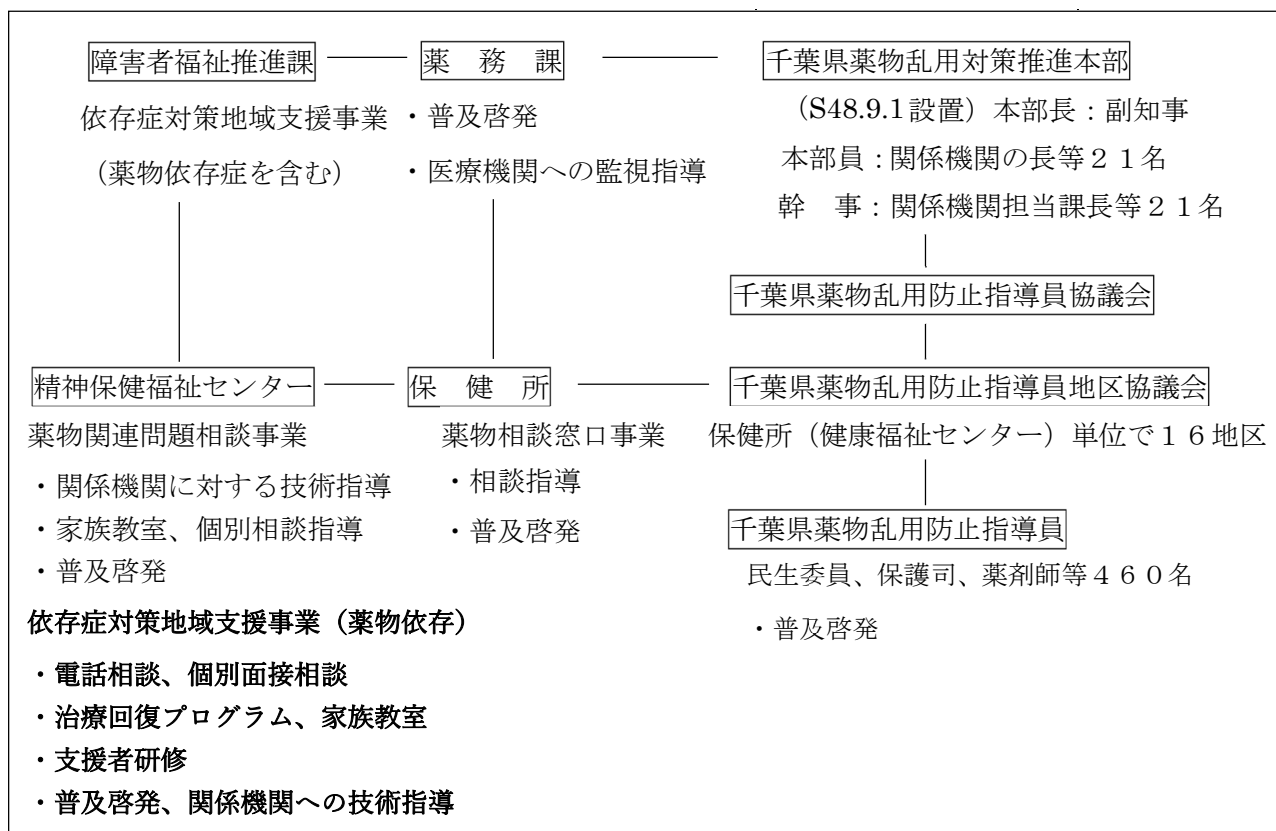 障害者福祉推進課
薬　務　課
千葉県薬物乱用対策推進本部
依存症対策地域支援事業
（薬物依存症を含む）
・普及啓発
・医療機関への監視指導
（S48.9.1設置）本部長：副知事
本部員：関係機関の長等２１名
幹　事：関係機関担当課長等２１名
千葉県薬物乱用防止指導員協議会
精神保健福祉センター
保　健　所
千葉県薬物乱用防止指導員地区協議会
薬物関連問題相談事業
・関係機関に対する技術指導
・家族教室、個別相談指導
・普及啓発
薬物相談窓口事業
・相談指導
・普及啓発
保健所（健康福祉センター）単位で１６地区
千葉県薬物乱用防止指導員
民生委員、保護司、薬剤師等４６０名
・普及啓発
依存症対策地域支援事業（薬物依存）
・電話相談、個別面接相談
・治療回復プログラム、家族教室
・支援者研修
・普及啓発、関係機関への技術指導